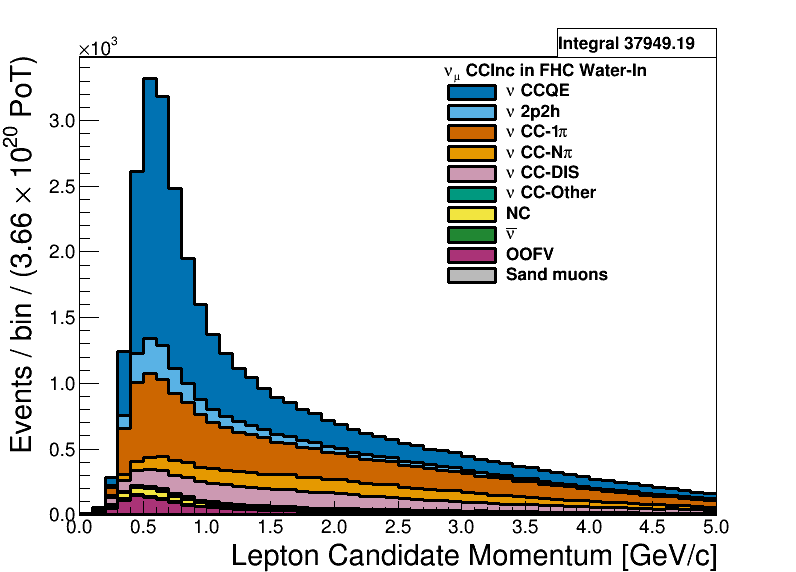 Integral 37949.19
×10³
ν_μ CCInc in FHC Water-In
ν CCQE
ν 2p2h
ν CC-1π
ν CC-Nπ
ν CC-DIS
ν CC-Other
NC
ν̅
OOFV
Sand muons
Events / bin / (3.66 × 10²⁰ PoT)
3.0
2.5
2.0
1.5
1.0
0.5
0.0
0.0 0.5 1.0 1.5 2.0 2.5 3.0 3.5 4.0 4.5 5.0
Lepton Candidate Momentum [GeV/c]